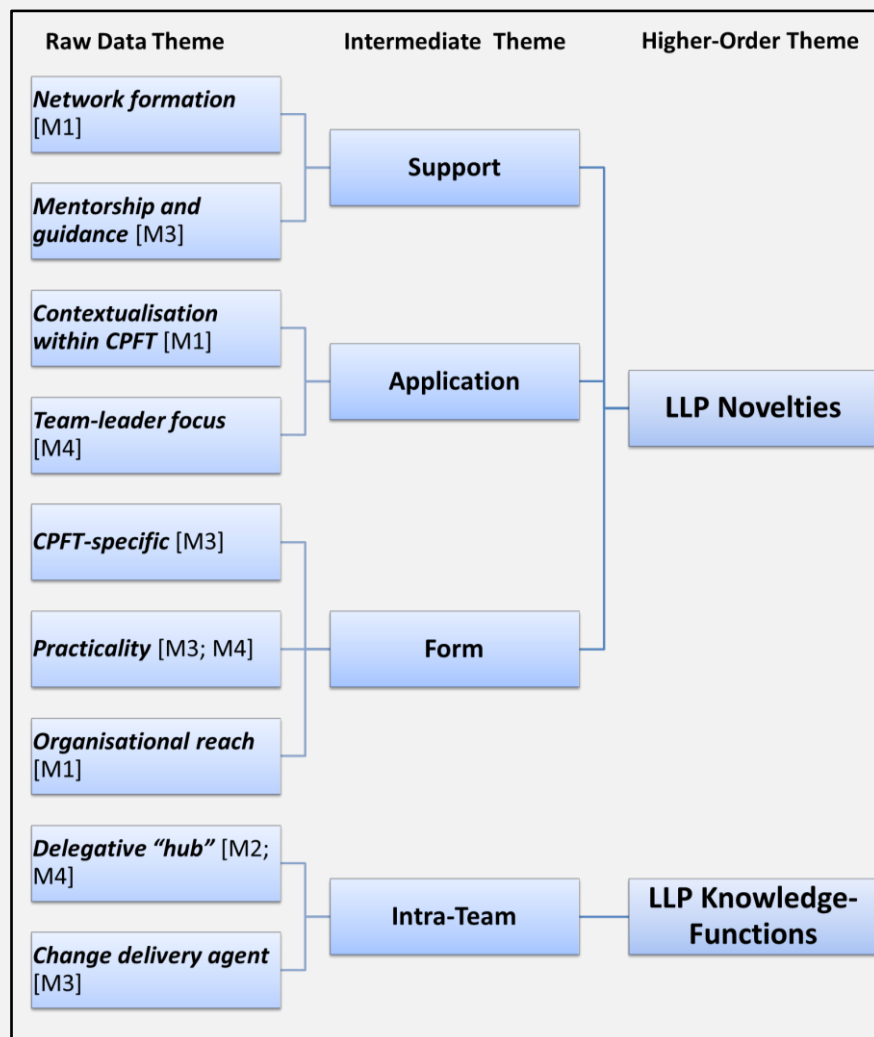 Raw Data Theme
Intermediate Theme
Higher-Order Theme
Network formation
[M1]
Mentorship and
guidance [M3]
Support
Contextualisation
within CPFT [M1]
Team-leader focus
[M4]
Application
LLP Novelties
CPFT-specific [M3]
Practicality [M3; M4]
Organisational reach
[M1]
Form
Delegative “hub” [M2;
M4]
Change delivery agent
[M3]
Intra-Team
LLP Knowledge-
Functions